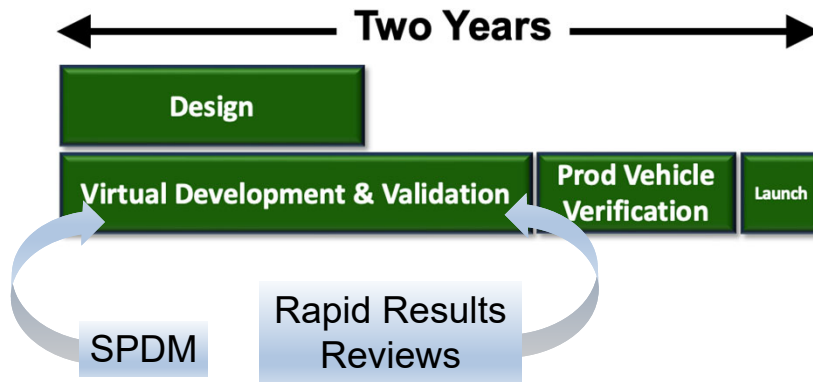 Two Years
Design
Virtual Development & Validation
Prod Vehicle
Verification
Launch
SPDM
Rapid Results
Reviews